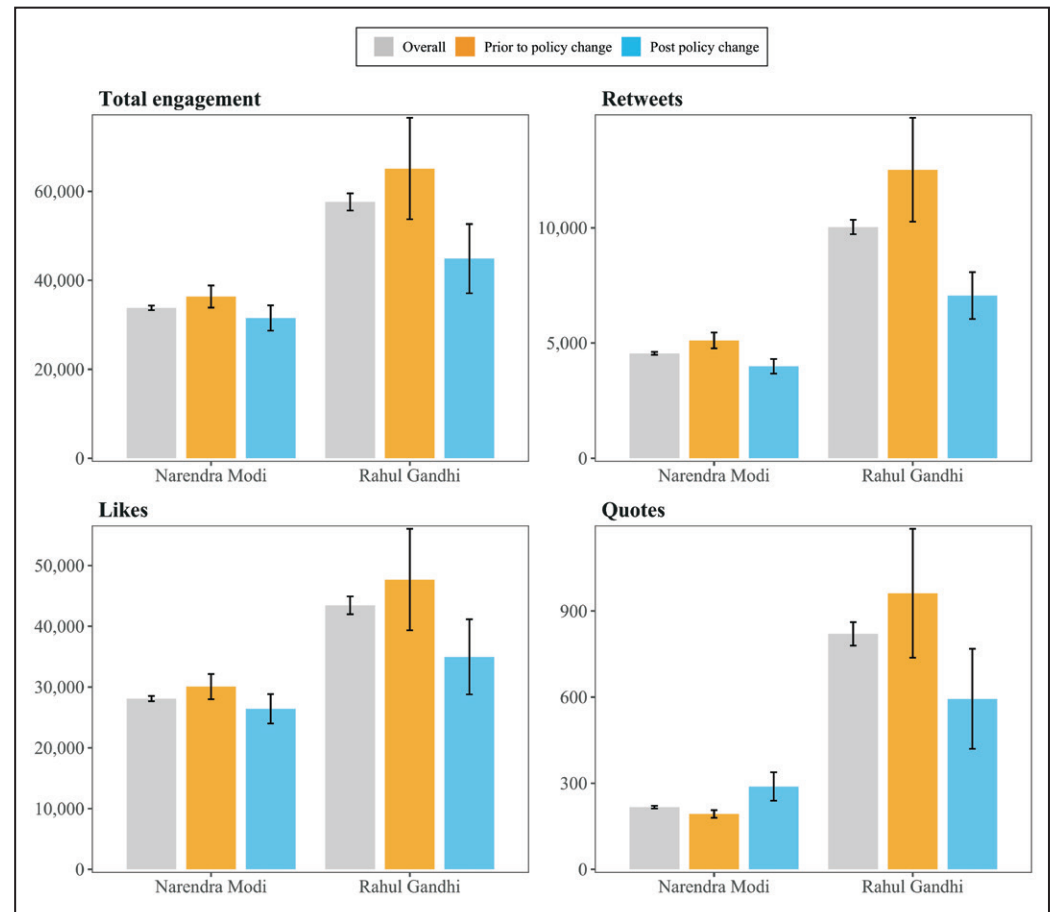 Overall Prior to policy change Post policy change
Total engagement
60,000
40,000
20,000
0
Narendra Modi Rahul Gandhi
Retweets
10,000
5,000
0
Narendra Modi Rahul Gandhi
Likes
50,000
40,000
30,000
20,000
10,000
0
Narendra Modi Rahul Gandhi
Quotes
900
600
300
0
Narendra Modi Rahul Gandhi